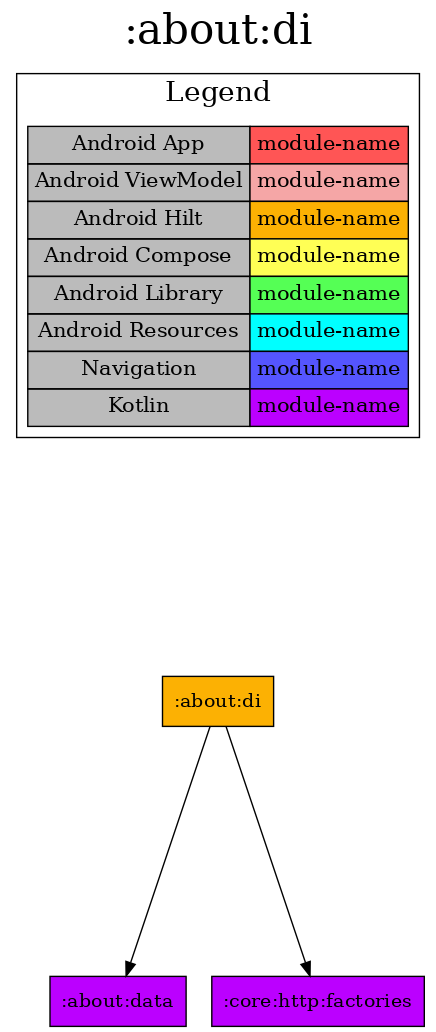 :about:di
Legend
Android App module-name
Android ViewModel module-name
Android Hilt module-name
Android Compose module-name
Android Library module-name
Android Resources module-name
Navigation module-name
Kotlin module-name
:about:di
:about:data :core:http:factories